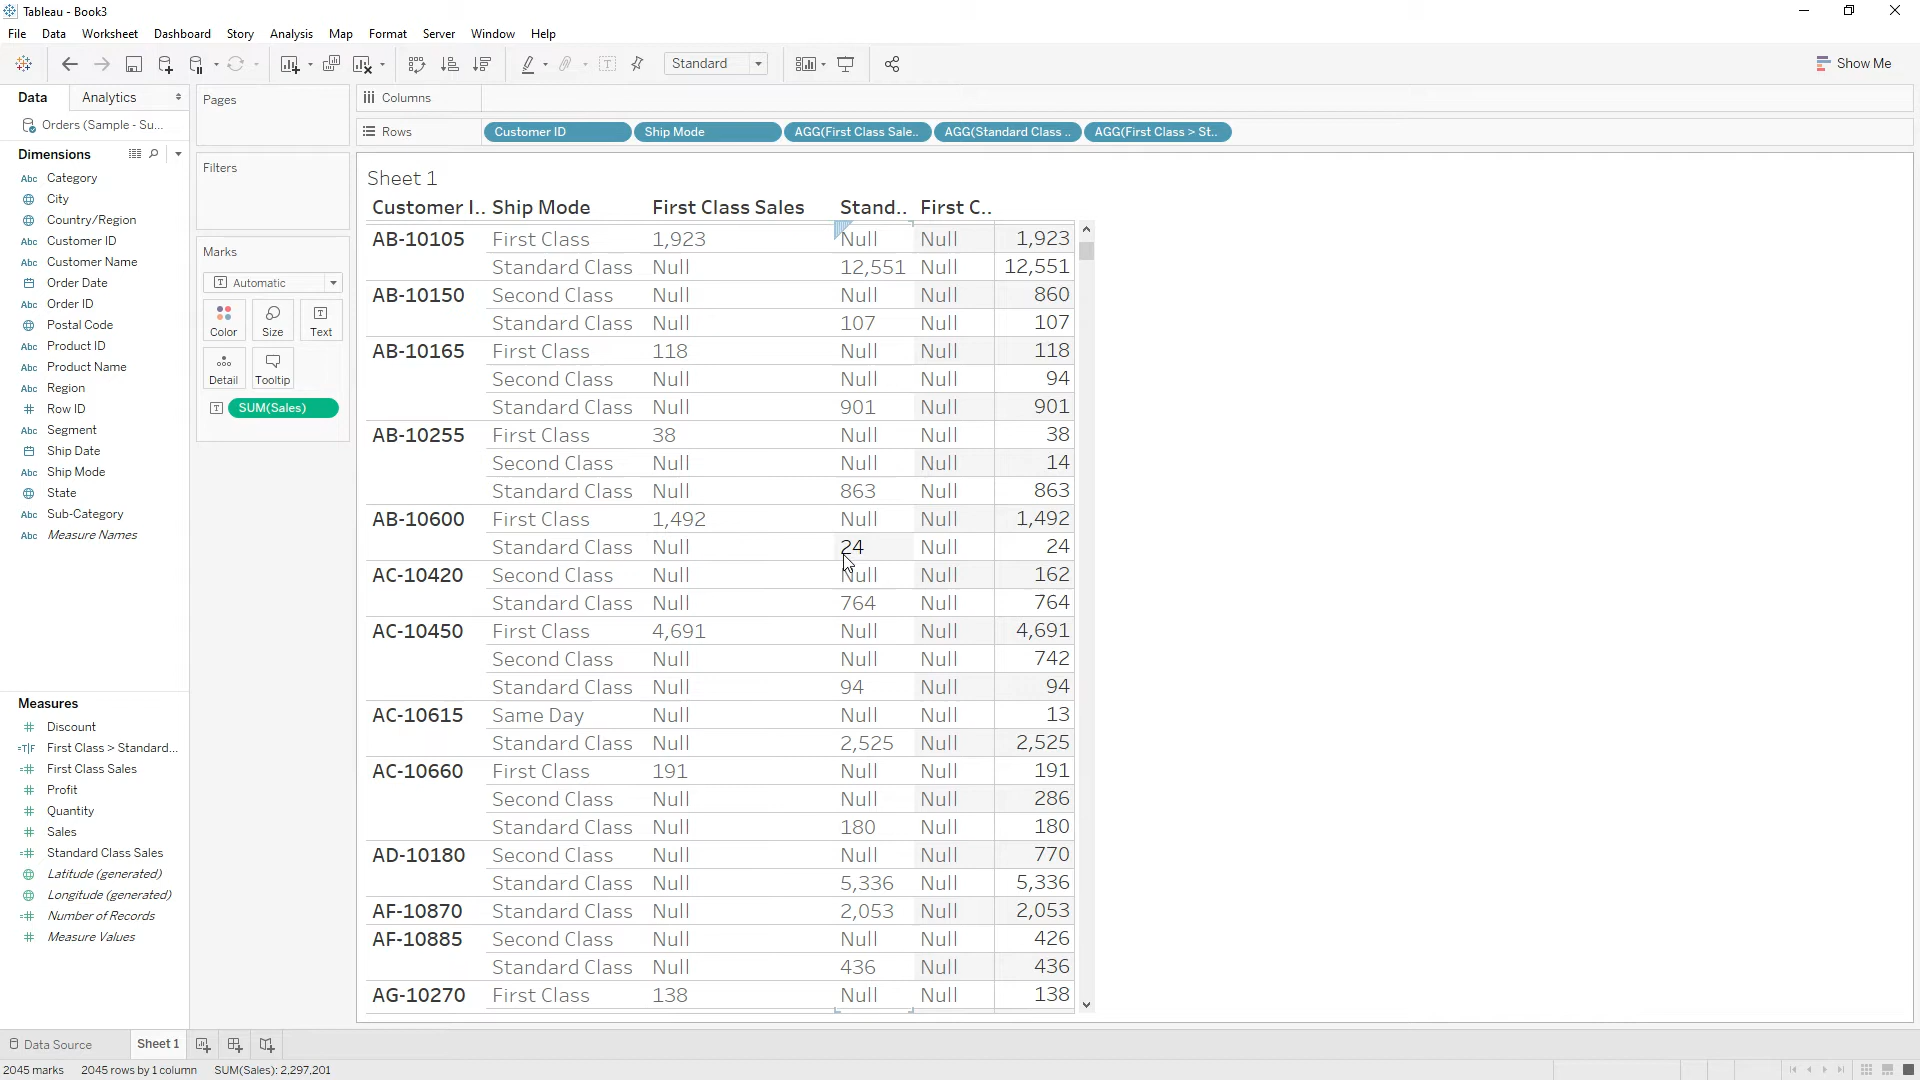 Tableau - Book3
File Data Worksheet Dashboard Story Analysis Map Format Server Window Help
Standard
Show Me
Data
Analytics
Orders (Sample - Su...
Dimensions
Abc Category
City
Country/Region
Abc Customer ID
Abc Customer Name
Order Date
Abc Order ID
Postal Code
Abc Product ID
Abc Product Name
Abc Region
# Row ID
Abc Segment
Ship Date
Abc Ship Mode
State
Abc Sub-Category
Abc Measure Names
Measures
# Discount
=T|F First Class > Standard...
=# First Class Sales
# Profit
# Quantity
# Sales
=# Standard Class Sales
Latitude (generated)
Longitude (generated)
=# Number of Records
# Measure Values
Pages
Filters
Marks
Automatic
Color Size Text
Detail Tooltip
SUM(Sales)
Columns
Rows Customer ID Ship Mode AGG(First Class Sale.. AGG(Standard Class .. AGG(First Class > St..
Sheet 1
Customer I.. Ship Mode First Class Sales Stand.. First C..
AB-10105 First Class 1,923 Null Null 1,923
Standard Class Null 12,551 Null 12,551
AB-10150 Second Class Null Null Null 860
Standard Class Null 107 Null 107
AB-10165 First Class 118 Null Null 118
Second Class Null Null Null 94
Standard Class Null 901 Null 901
AB-10255 First Class 38 Null Null 38
Second Class Null Null Null 14
Standard Class Null 863 Null 863
AB-10600 First Class 1,492 Null Null 1,492
Standard Class Null 24 Null 24
AC-10420 Second Class Null Null Null 162
Standard Class Null 764 Null 764
AC-10450 First Class 4,691 Null Null 4,691
Second Class Null Null Null 742
Standard Class Null 94 Null 94
AC-10615 Same Day Null Null Null 13
Standard Class Null 2,525 Null 2,525
AC-10660 First Class 191 Null Null 191
Second Class Null Null Null 286
Standard Class Null 180 Null 180
AD-10180 Second Class Null Null Null 770
Standard Class Null 5,336 Null 5,336
AF-10870 Standard Class Null 2,053 Null 2,053
AF-10885 Second Class Null Null Null 426
Standard Class Null 436 Null 436
AG-10270 First Class 138 Null Null 138
Data Source Sheet 1
2045 marks 2045 rows by 1 column SUM(Sales): 2,297,201